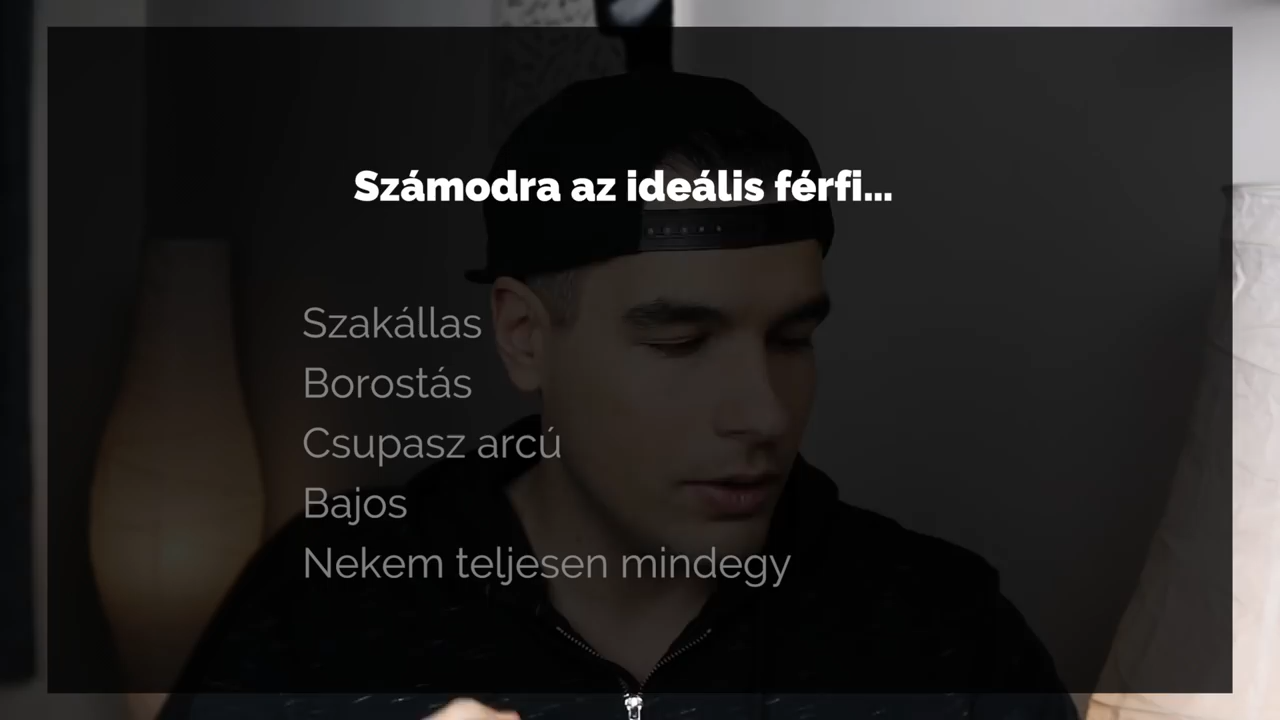 Számodra az ideális férfi...
Szakállas
Borostás
Csupasz arcú
Bajos
Nekem teljesen mindegy